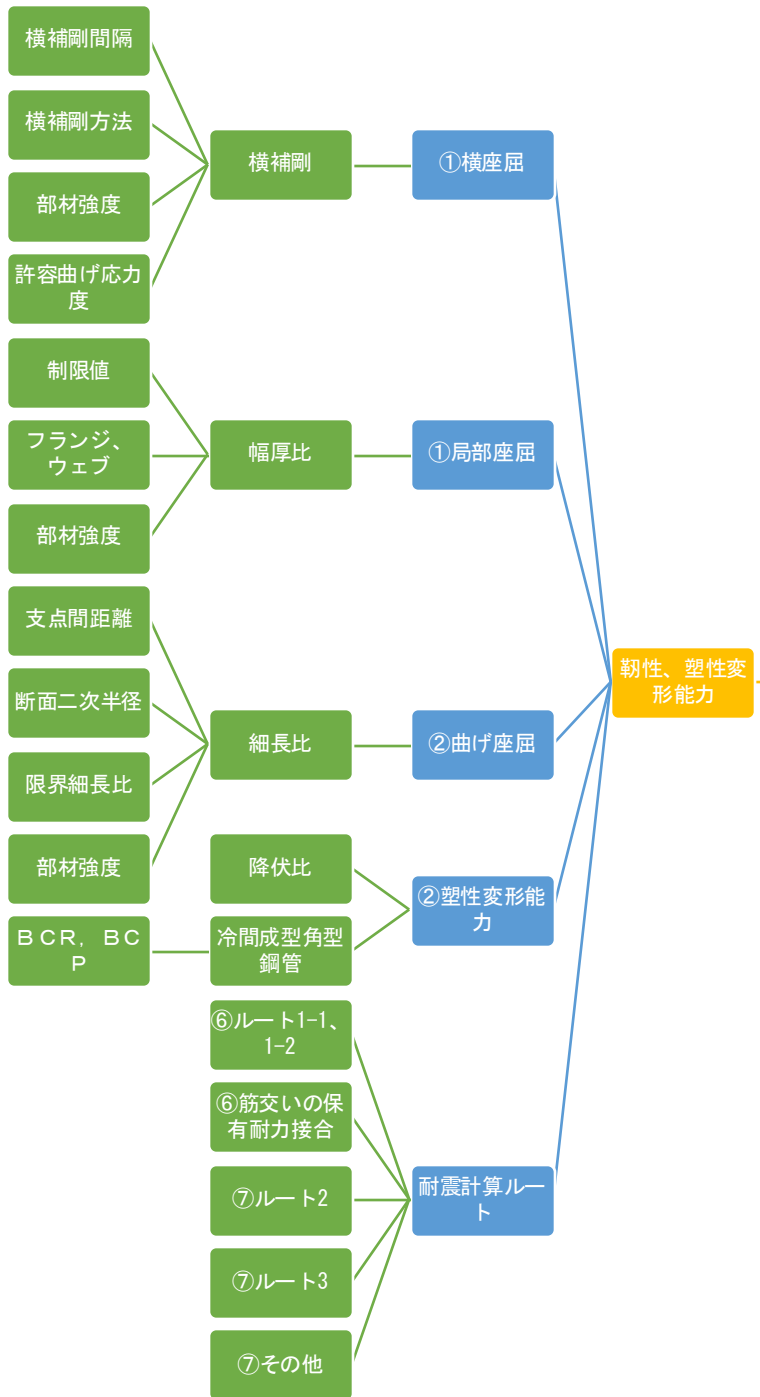 横補剛間隔
横補剛方法
部材強度
許容曲げ応力
度
横補剛
①横座屈
制限値
フランジ、
ウェブ
部材強度
幅厚比
①局部座屈
支点間距離
断面二次半径
限界細長比
部材強度
細長比
②曲げ座屈
降伏比
ＢＣＲ，ＢＣ
Ｐ
冷間成型角型
鋼管
②塑性変形能
力
⑥ルート1-1、
1-2
⑥筋交いの保
有耐力接合
⑦ルート2
⑦ルート3
⑦その他
耐震計算ルー
ト
靭性、塑性変
形能力